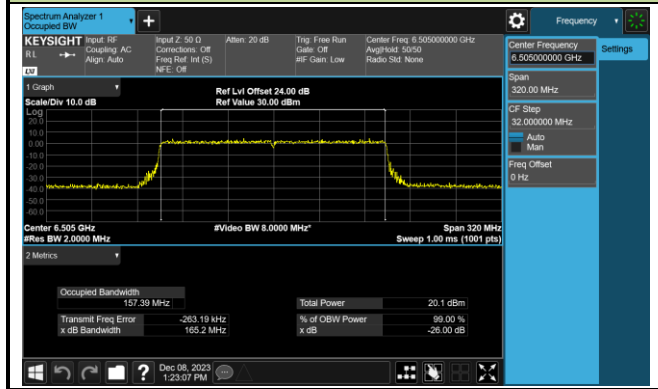 Spectrum Analyzer 1
Occupied BW
+
Frequency
KEYSIGHT
R L
LXI
Input: RF
Coupling: AC
Align: Auto
Input Z: 50 Ω
Corrections: Off
Freq Ref: Int (S)
NFE: Off
Atten: 20 dB
Trig: Free Run
Gate: Off
#IF Gain: Low
Center Freq: 6.505000000 GHz
Avg|Hold: 50/50
Radio Std: None
Center Frequency
6.505000000 GHz
Settings
Span
320.00 MHz
CF Step
32.000000 MHz
Auto
Man
Freq Offset
0 Hz
1 Graph
Scale/Div 10.0 dB
Ref Lvl Offset 24.00 dB
Ref Value 30.00 dBm
Log
20.0
10.0
0.00
-10.0
-20.0
-30.0
-40.0
-50.0
-60.0
Center 6.505 GHz
#Video BW 8.0000 MHz*
Span 320 MHz
#Res BW 2.0000 MHz
Sweep 1.00 ms (1001 pts)
2 Metrics
Occupied Bandwidth
157.39 MHz
Total Power 20.1 dBm
Transmit Freq Error -263.19 kHz
% of OBW Power 99.00 %
x dB Bandwidth 165.2 MHz
x dB -26.00 dB
?
Dec 08, 2023
1:23:07 PM